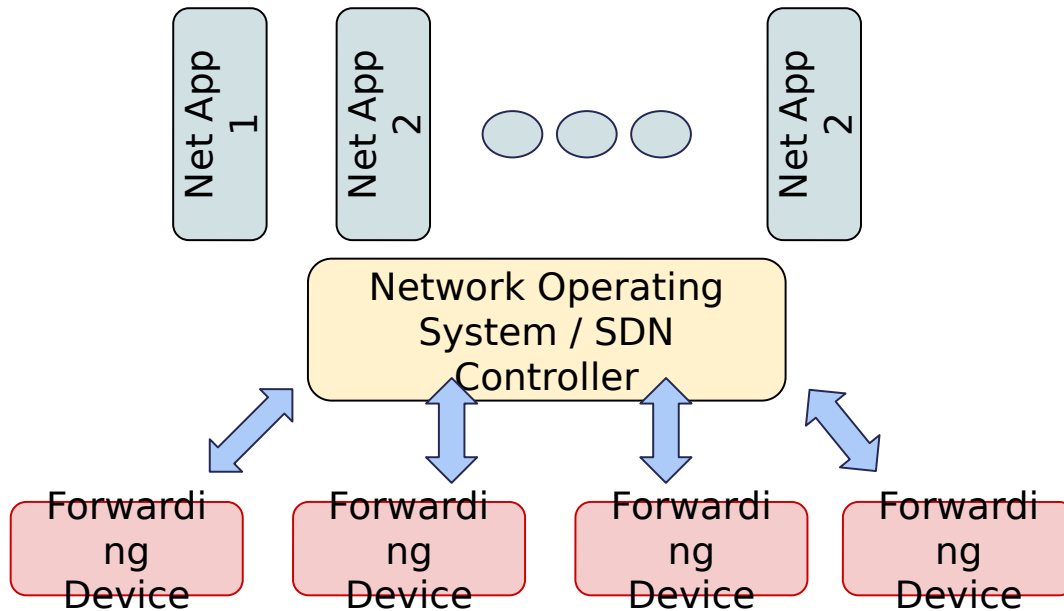 Net App
1
Net App
2
Net App
2
Network Operating
System / SDN
Controller
Forwardi
ng
Device
Forwardi
ng
Device
Forwardi
ng
Device
Forwardi
ng
Device